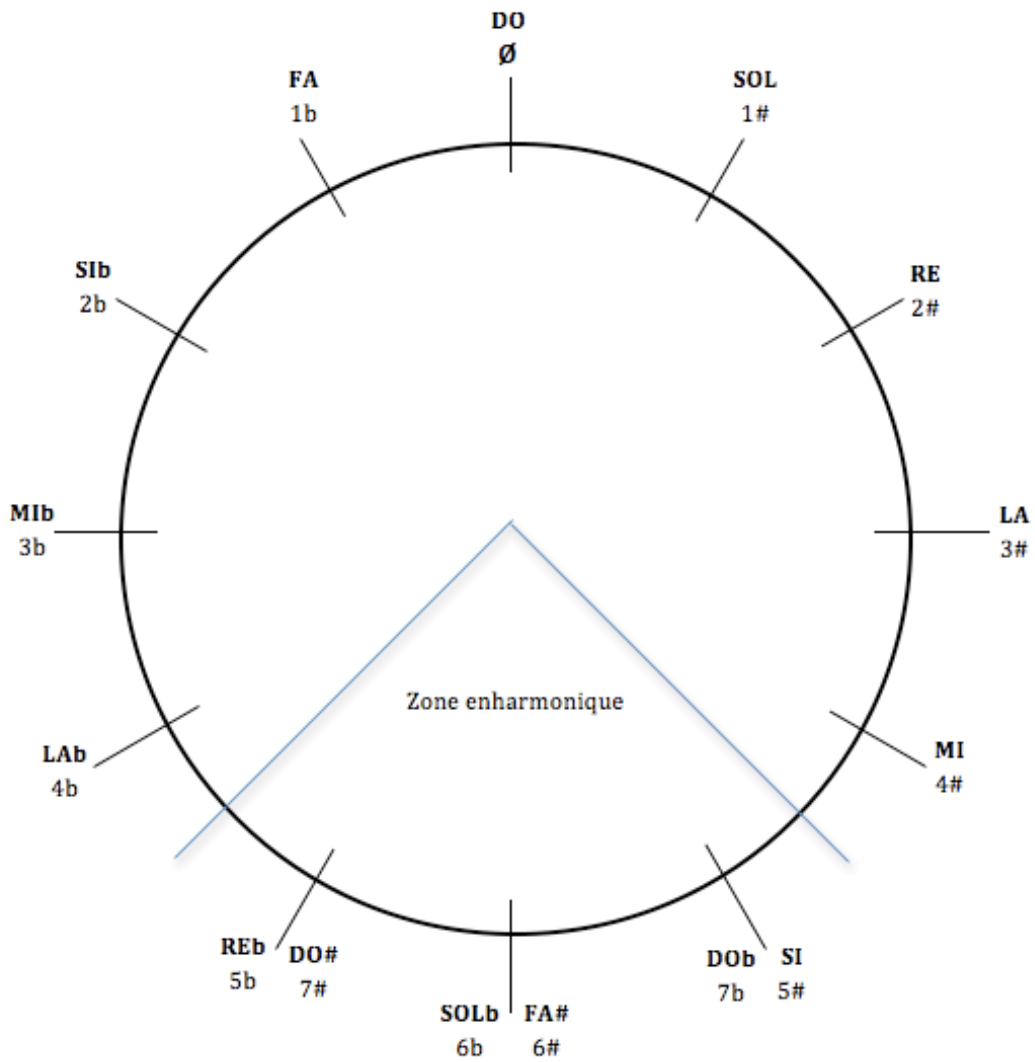 DO
Ø
FA
1b
SOL
1#
SIb
2b
RE
2#
MIb
3b
LA
3#
Zone enharmonique
LAb
4b
MI
4#
REb DO#
5b 7#
DOb SI
7b 5#
SOLb FA#
6b 6#